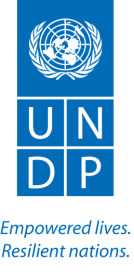 U N
D P
Empowered lives.
Resilient nations.